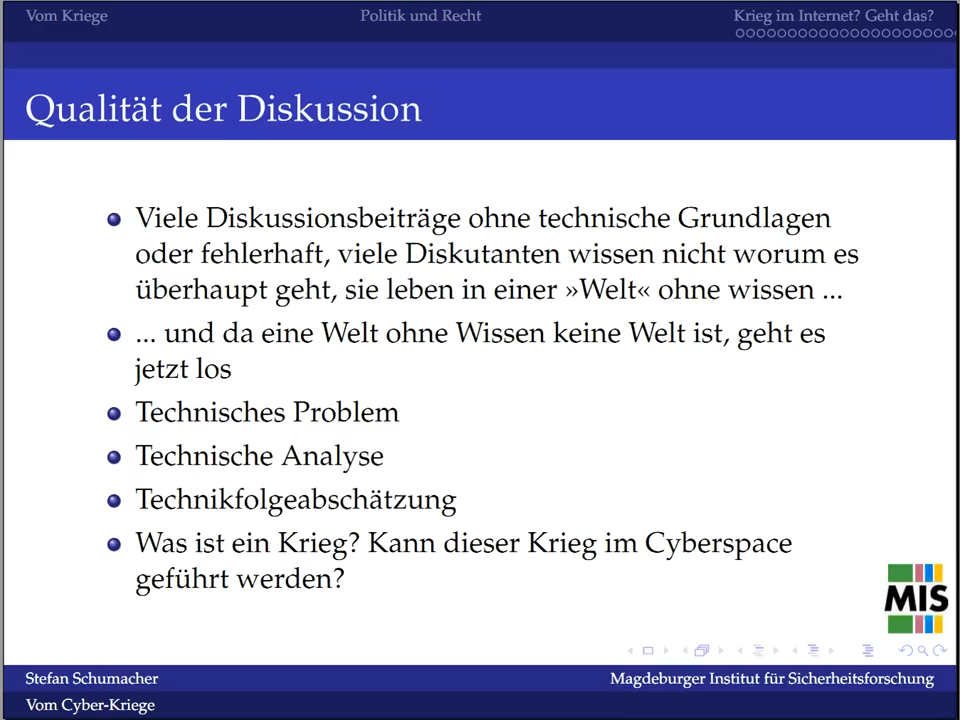 Vom Kriege
Politik und Recht
Krieg im Internet? Geht das?
Qualität der Diskussion
Viele Diskussionsbeiträge ohne technische Grundlagen
oder fehlerhaft, viele Diskutanten wissen nicht worum es
überhaupt geht, sie leben in einer »Welt« ohne wissen ...
... und da eine Welt ohne Wissen keine Welt ist, geht es
jetzt los
Technisches Problem
Technische Analyse
Technikfolgeabschätzung
Was ist ein Krieg? Kann dieser Krieg im Cyberspace
geführt werden?
MIS
Stefan Schumacher
Magdeburger Institut für Sicherheitsforschung
Vom Cyber-Kriege